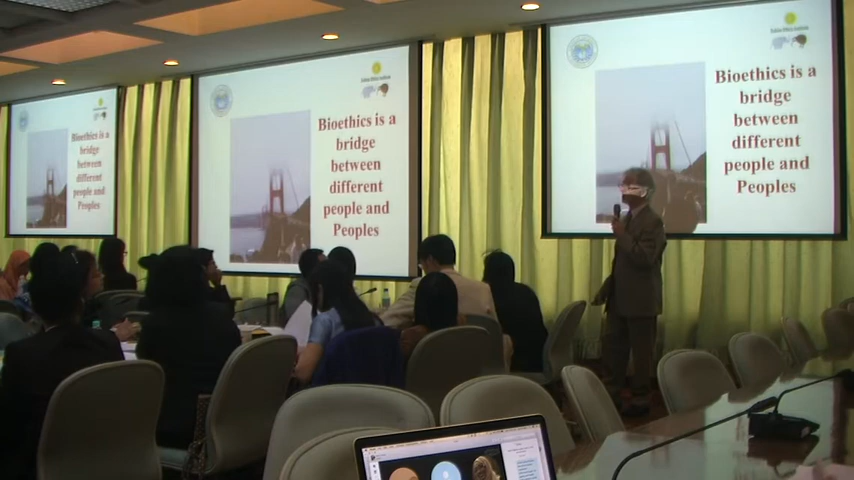 Bioethics is a
bridge
between
different
people and
Peoples
Bioethics is a
bridge
between
different
people and
Peoples
Bioethics is a
bridge
between
different
people and
Peoples